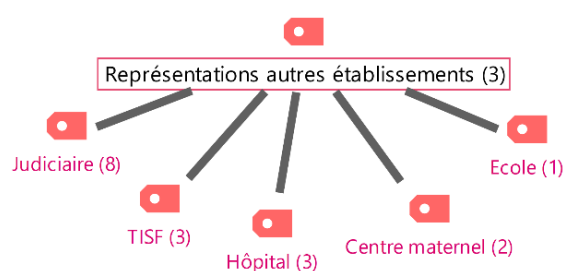 Représentations autres établissements (3)
Judiciaire (8)
Ecole (1)
TISF (3)
Centre maternel (2)
Hôpital (3)